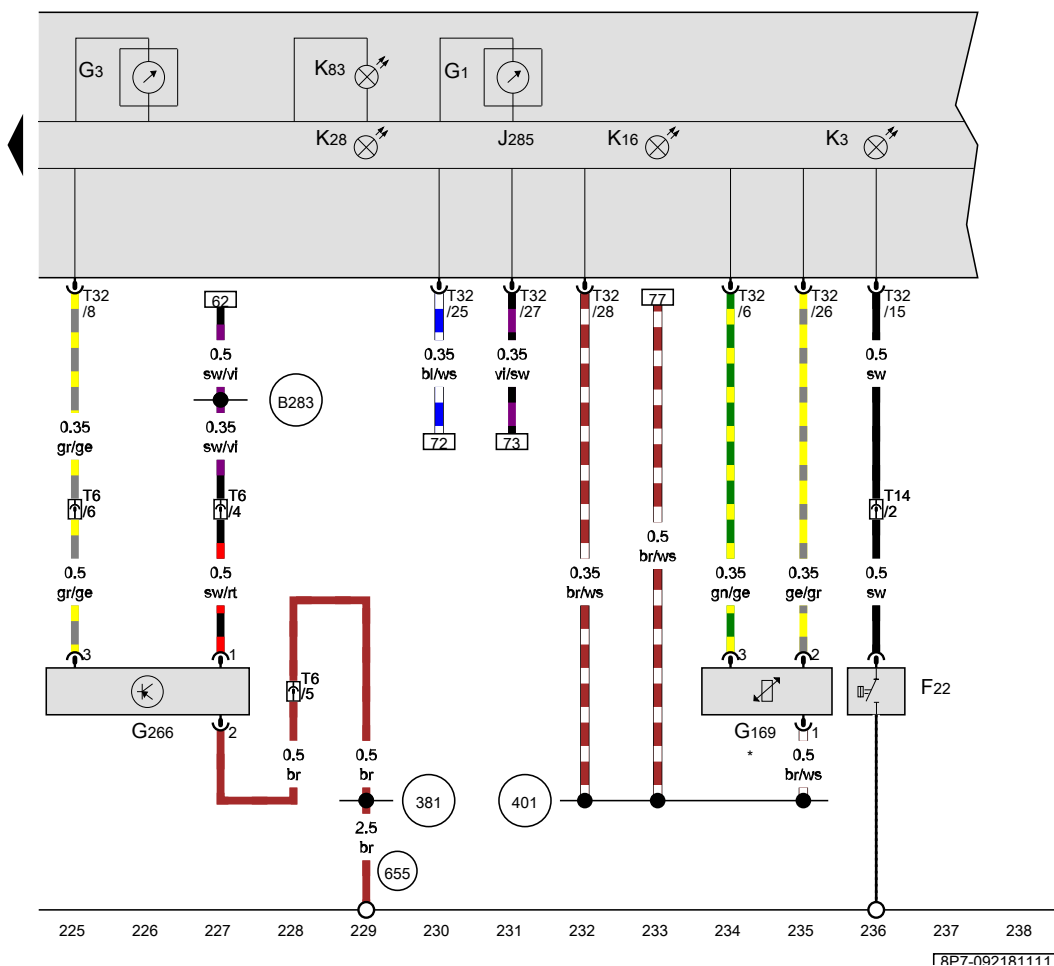 G3
K83
G1
K28
J285
K16
K3
T32
/8
62
T32
/25
T32
/27
T32
/28
77
T32
/6
T32
/26
T32
/15
0.5
sw/vi
0.35
bl/ws
0.35
vi/sw
0.5
sw
B283
0.35
gr/ge
0.35
sw/vi
72
73
T6
/6
T6
/4
T14
/2
0.5
br/ws
0.5
gr/ge
0.5
sw/rt
0.35
br/ws
0.35
gn/ge
0.35
ge/gr
0.5
sw
3
1
3
2
T6
/5
F22
G266
2
G169
*
1
0.5
br
0.5
br
0.5
br/ws
381
401
2.5
br
655
225 226 227 228 229 230 231 232 233 234 235 236 237 238
8P7-092181111